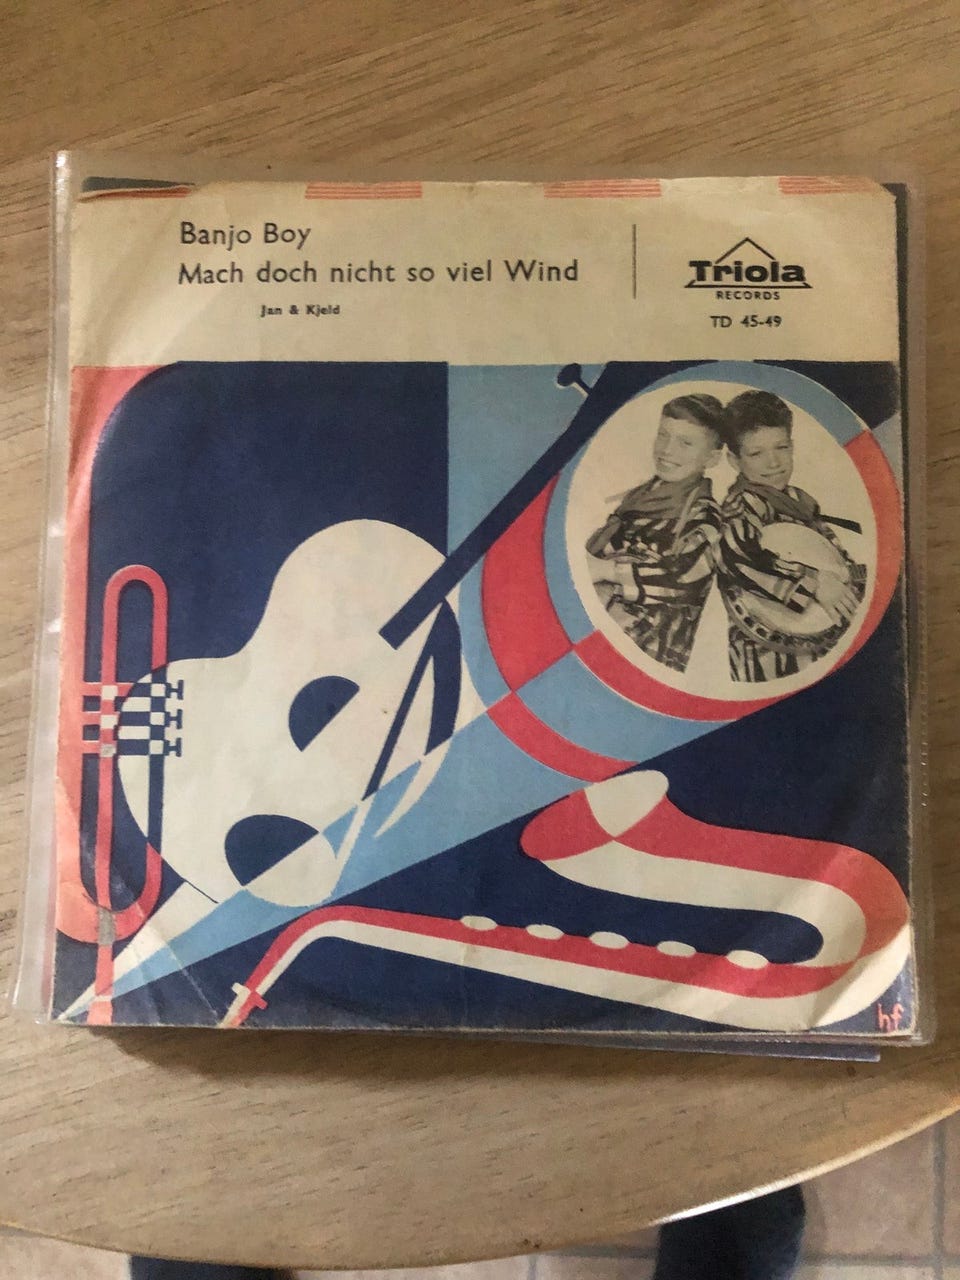 Banjo Boy
Mach doch nicht so viel Wind
Jan & Kjeld
Triola
RECORDS
TD 45-49
hf